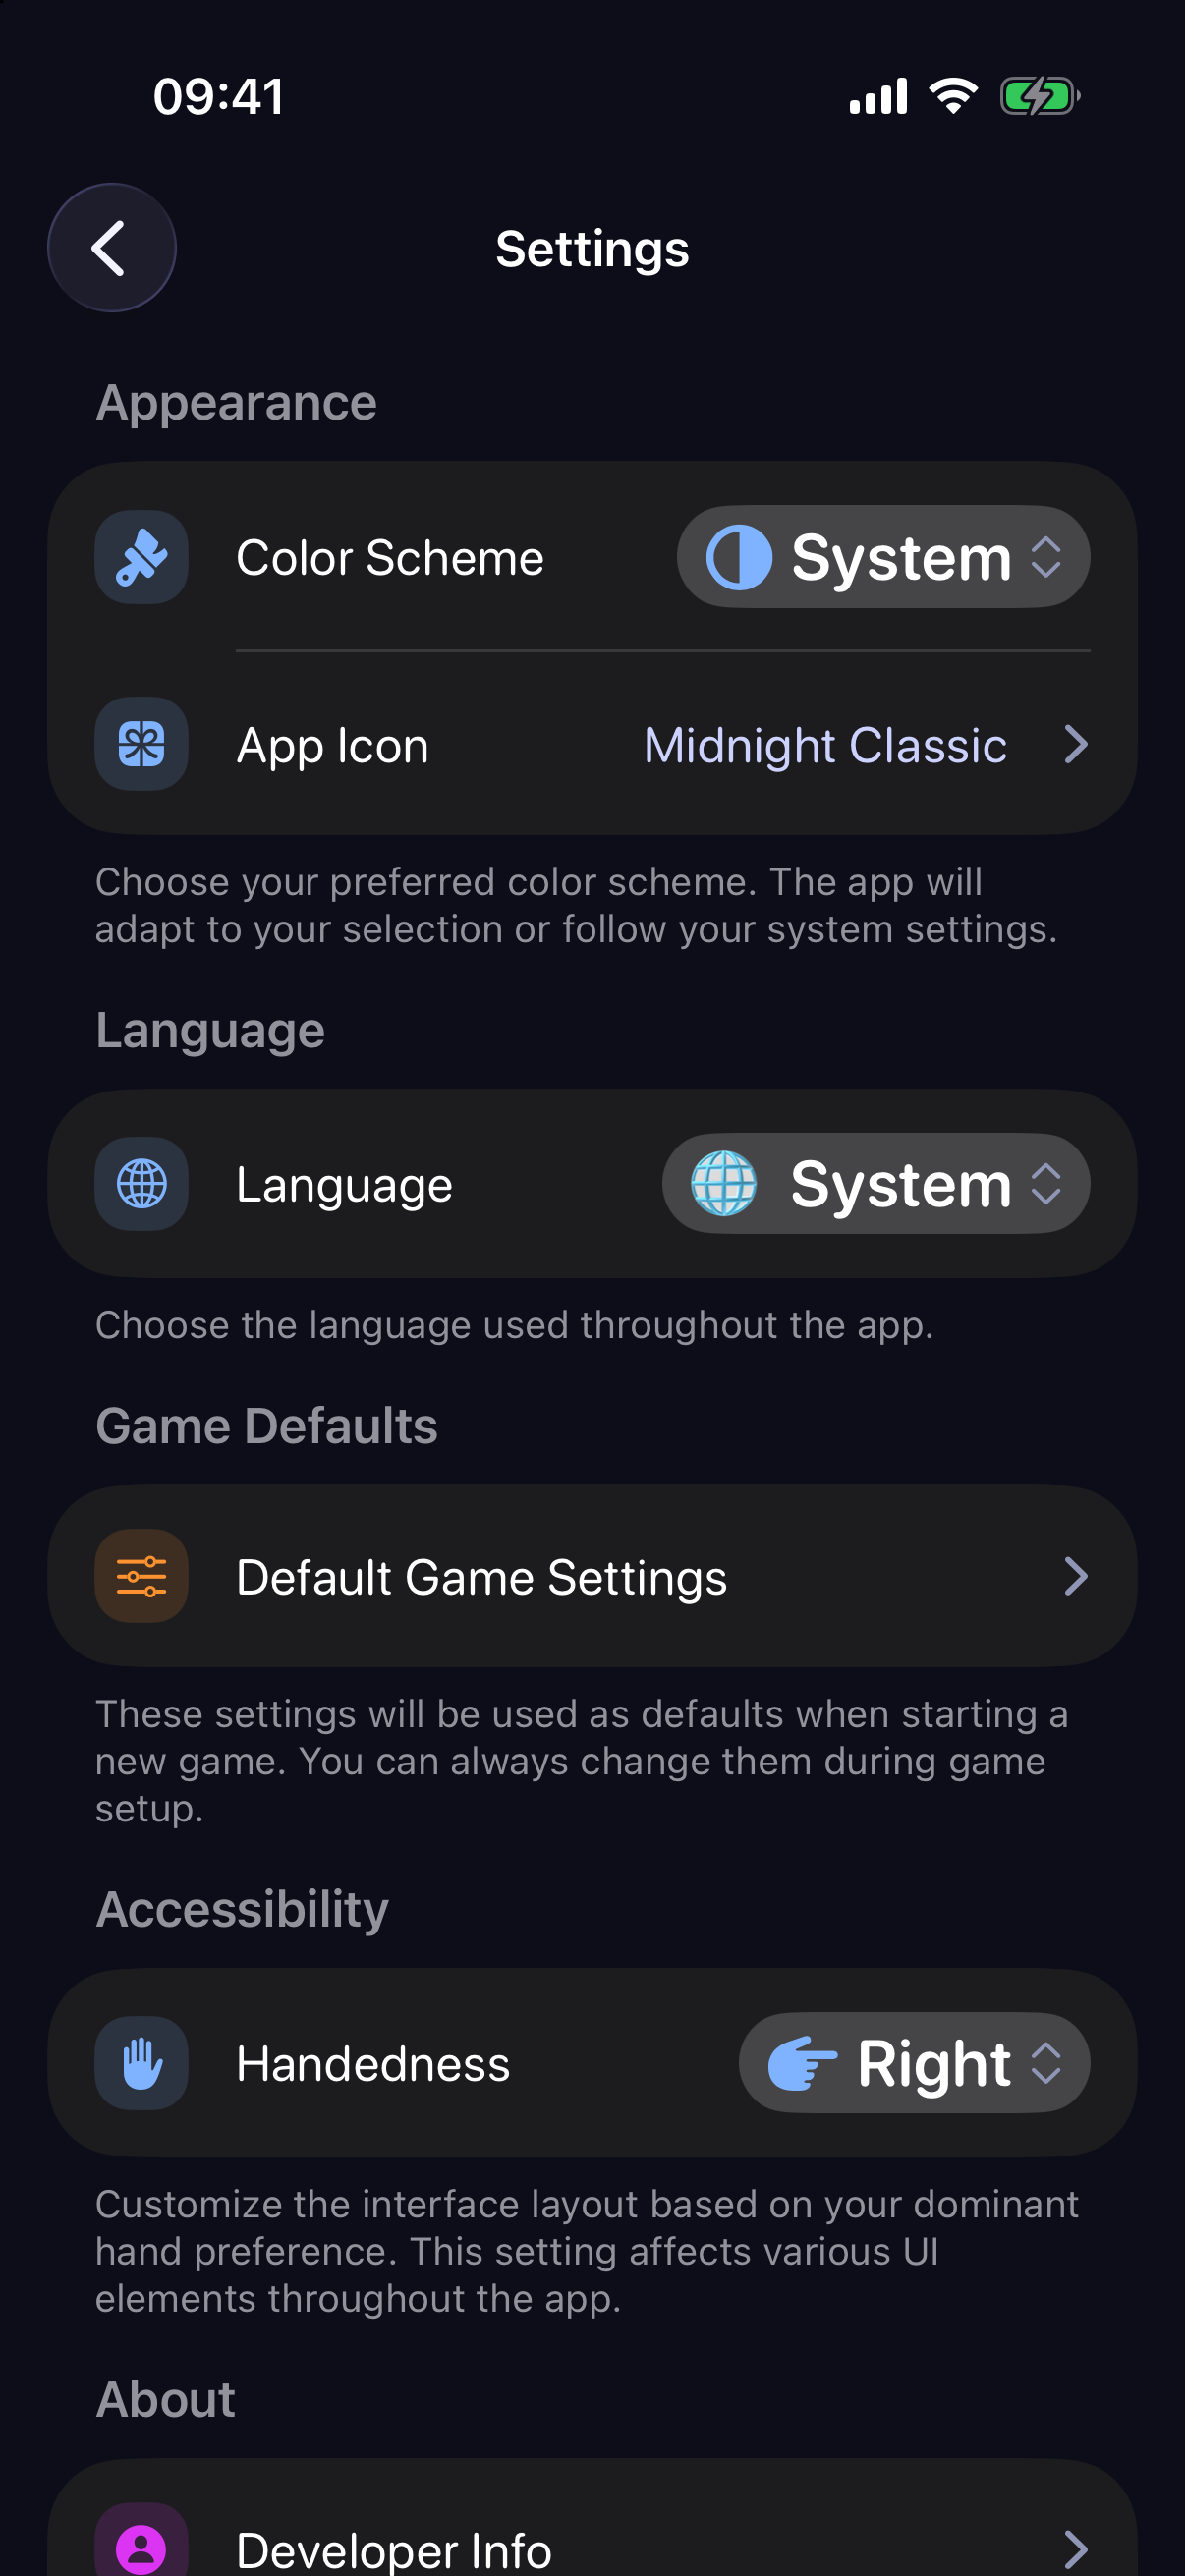 09:41
Settings
Appearance
Color Scheme
System
App Icon
Midnight Classic
Choose your preferred color scheme. The app will
adapt to your selection or follow your system settings.
Language
Language
System
Choose the language used throughout the app.
Game Defaults
Default Game Settings
These settings will be used as defaults when starting a
new game. You can always change them during game
setup.
Accessibility
Handedness
Right
Customize the interface layout based on your dominant
hand preference. This setting affects various UI
elements throughout the app.
About
Developer Info